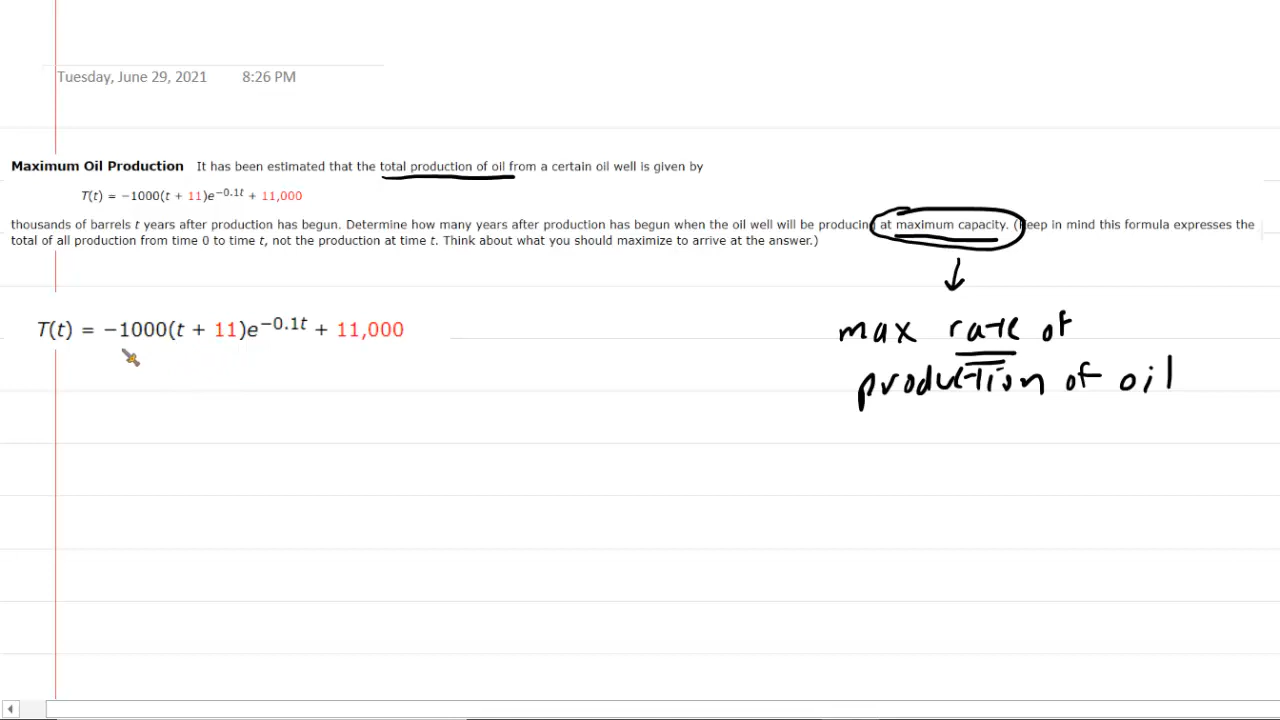 Tuesday, June 29, 2021 8:26 PM
Maximum Oil Production It has been estimated that the total production of oil from a certain oil well is given by
T(t) = −1000(t + 11)e^−0.1t + 11,000
thousands of barrels t years after production has begun. Determine how many years after production has begun when the oil well will be producing at maximum capacity. (Keep in mind this formula expresses the
total of all production from time 0 to time t, not the production at time t. Think about what you should maximize to arrive at the answer.)
T(t) = −1000(t + 11)e^−0.1t + 11,000
max rate of
production of oil